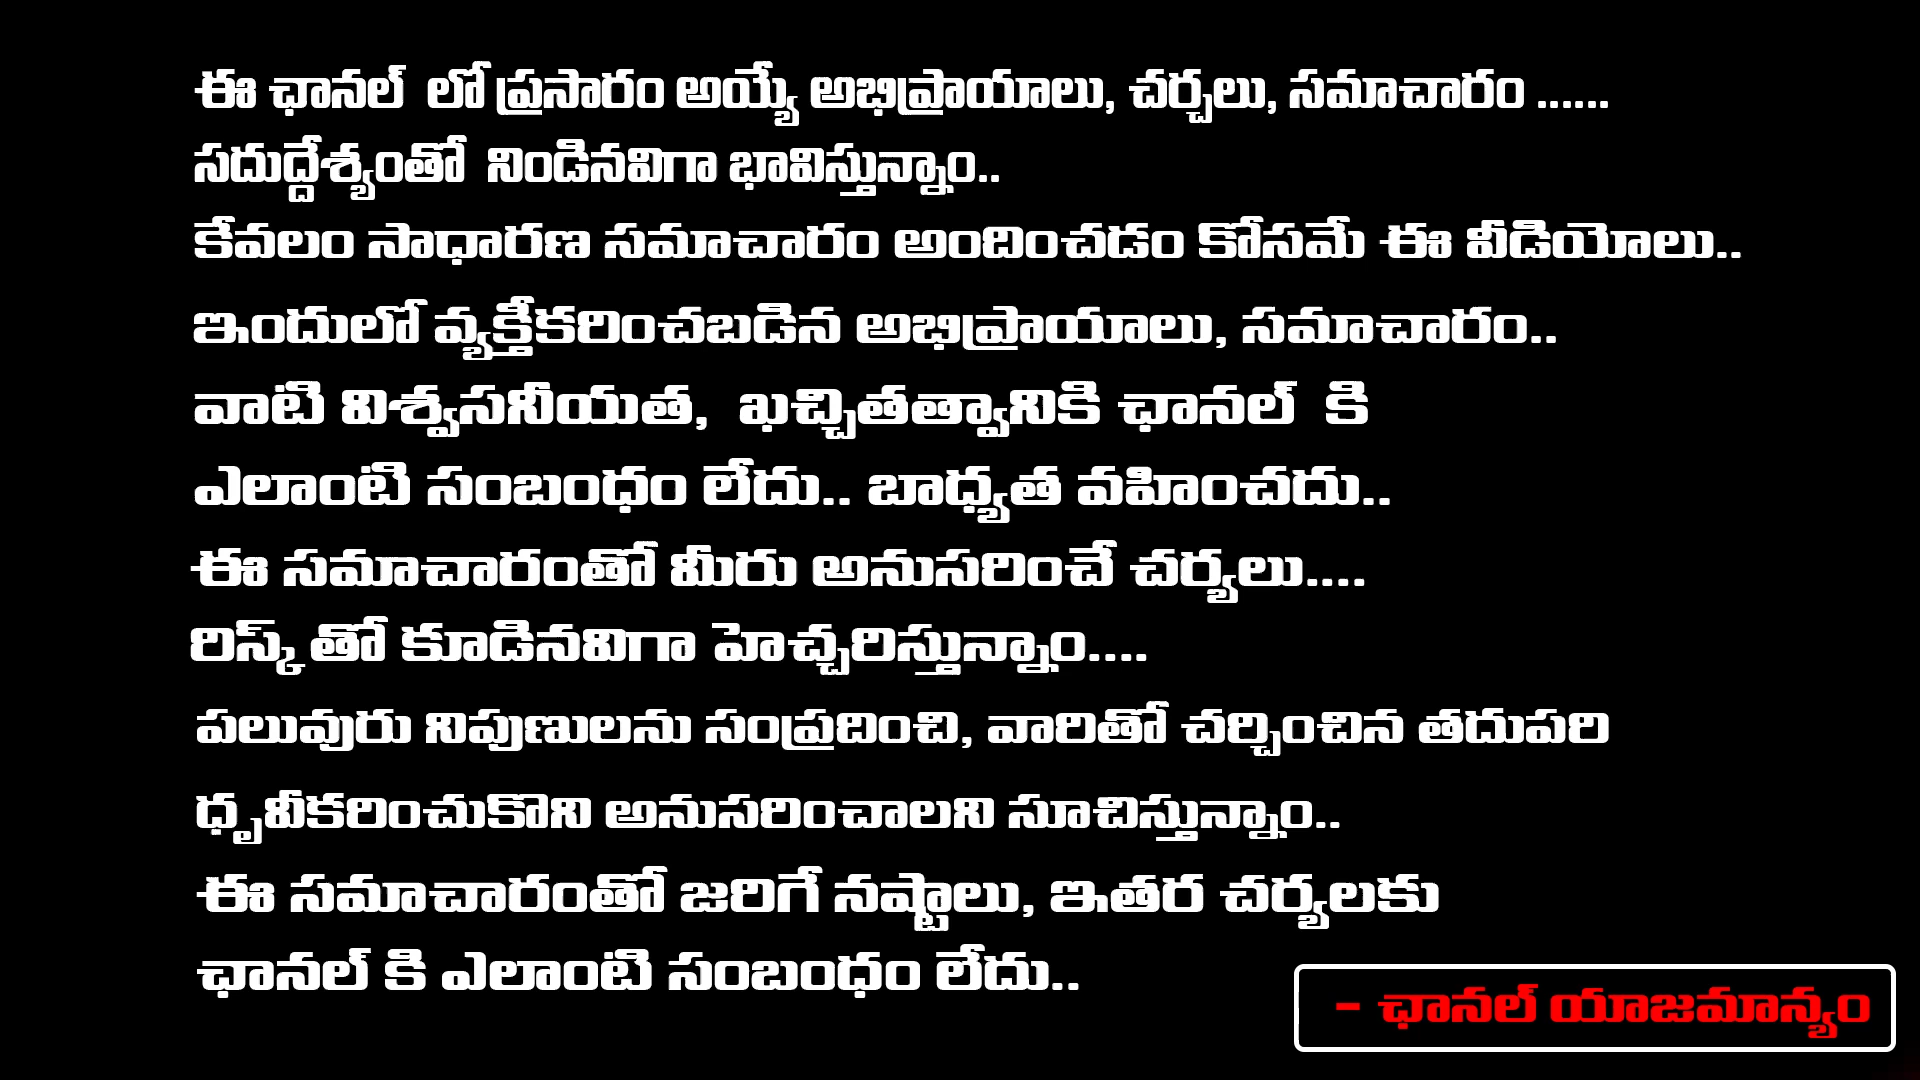 ఈ ఛానల్ లో ప్రసారం అయ్యే అభిప్రాయాలు, చర్చలు, సమాచారం ......
సదుద్దేశ్యంతో నిండినవిగా భావిస్తున్నాం..
కేవలం సాధారణ సమాచారం అందించడం కోసమే ఈ వీడియోలు..
ఇందులో వ్యక్తీకరించబడిన అభిప్రాయాలు, సమాచారం..
వాటి విశ్వసనీయత, ఖచ్చితత్వానికి ఛానల్ కి
ఎలాంటి సంబంధం లేదు.. బాధ్యత వహించదు..
ఈ సమాచారంతో మీరు అనుసరించే చర్యలు....
రిస్క్ తో కూడినవిగా హెచ్చరిస్తున్నాం....
పలువురు నిపుణులను సంప్రదించి, వారితో చర్చించిన తదుపరి
ధృవీకరించుకొని అనుసరించాలని సూచిస్తున్నాం..
ఈ సమాచారంతో జరిగే నష్టాలు, ఇతర చర్యలకు
ఛానల్ కి ఎలాంటి సంబంధం లేదు..
- ఛానల్ యాజమాన్యం